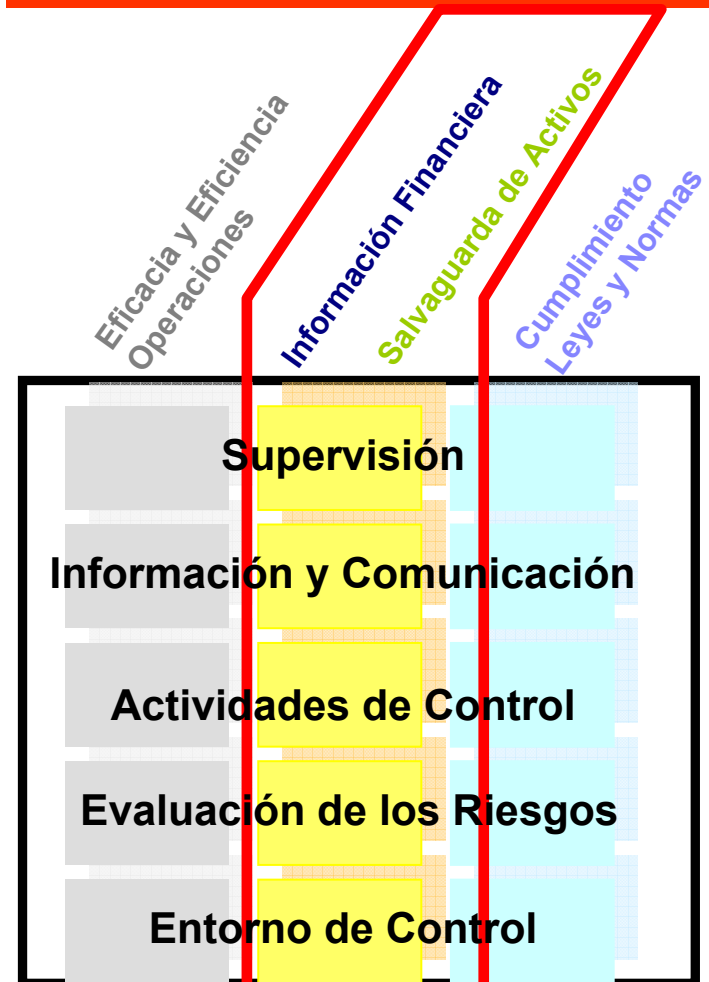 Eficacia y Eficiencia
Operaciones
Información Financiera
Salvaguarda de Activos
Cumplimiento
Leyes y Normas
Supervisión
Información y Comunicación
Actividades de Control
Evaluación de los Riesgos
Entorno de Control